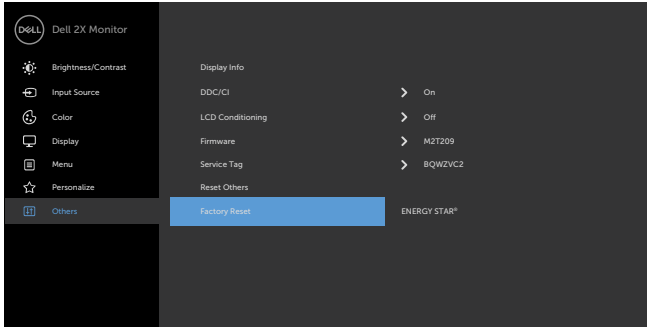 DELL Dell 2X Monitor
Brightness/Contrast Display Info
Input Source DDC/CI On
Color LCD Conditioning Off
Display Firmware M2T209
Menu Service Tag BQWZVC2
Personalize Reset Others
Others Factory Reset ENERGY STAR®